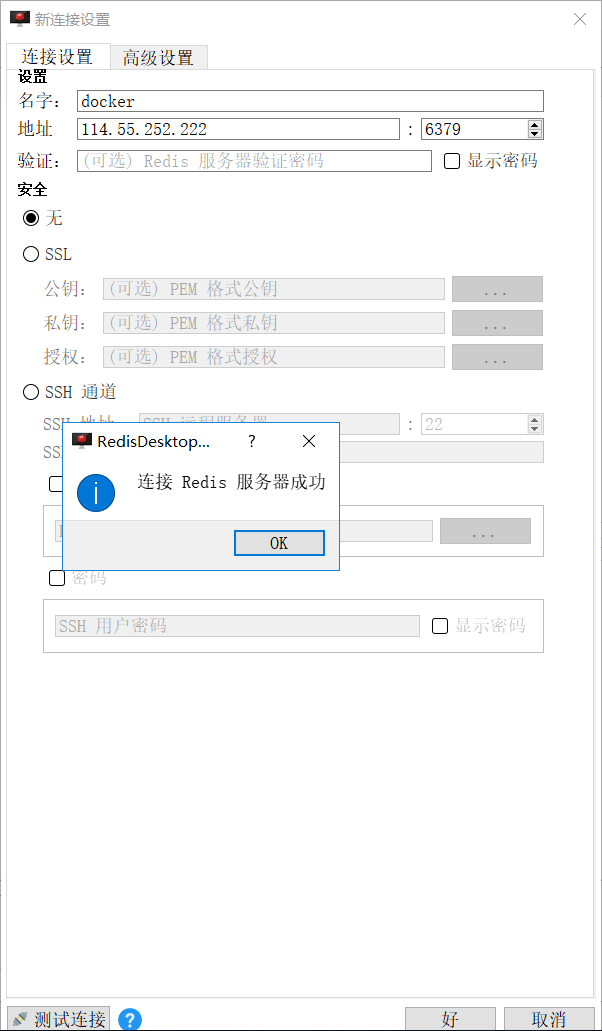 新连接设置
连接设置 高级设置
设置
名字： docker
地址 114.55.252.222 : 6379
验证： (可选) Redis 服务器验证密码 显示密码
安全
无
SSL
公钥： (可选) PEM 格式公钥 ...
私钥： (可选) PEM 格式私钥 ...
授权： (可选) PEM 格式授权 ...
SSH 通道
SSH 地址 SSH 远程服务器 : 22
SSH
RedisDesktop... ?
连接 Redis 服务器成功
OK
...
密码
SSH 用户密码 显示密码
测试连接 ? 好 取消